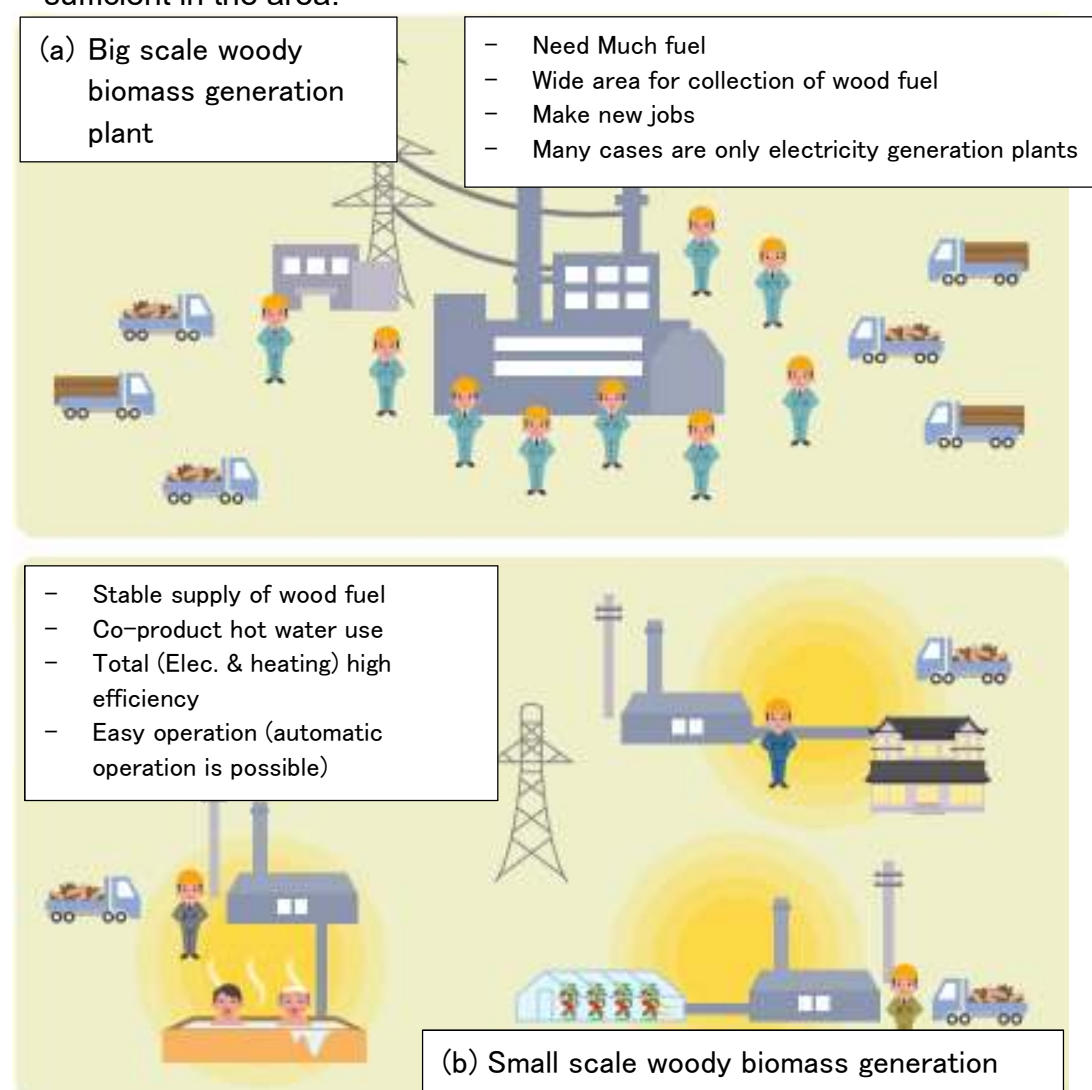 sufficient in the area.
(a) Big scale woody
biomass generation
plant
- Need Much fuel
- Wide area for collection of wood fuel
- Make new jobs
- Many cases are only electricity generation plants
- Stable supply of wood fuel
- Co-product hot water use
- Total (Elec. & heating) high
efficiency
- Easy operation (automatic
operation is possible)
(b) Small scale woody biomass generation